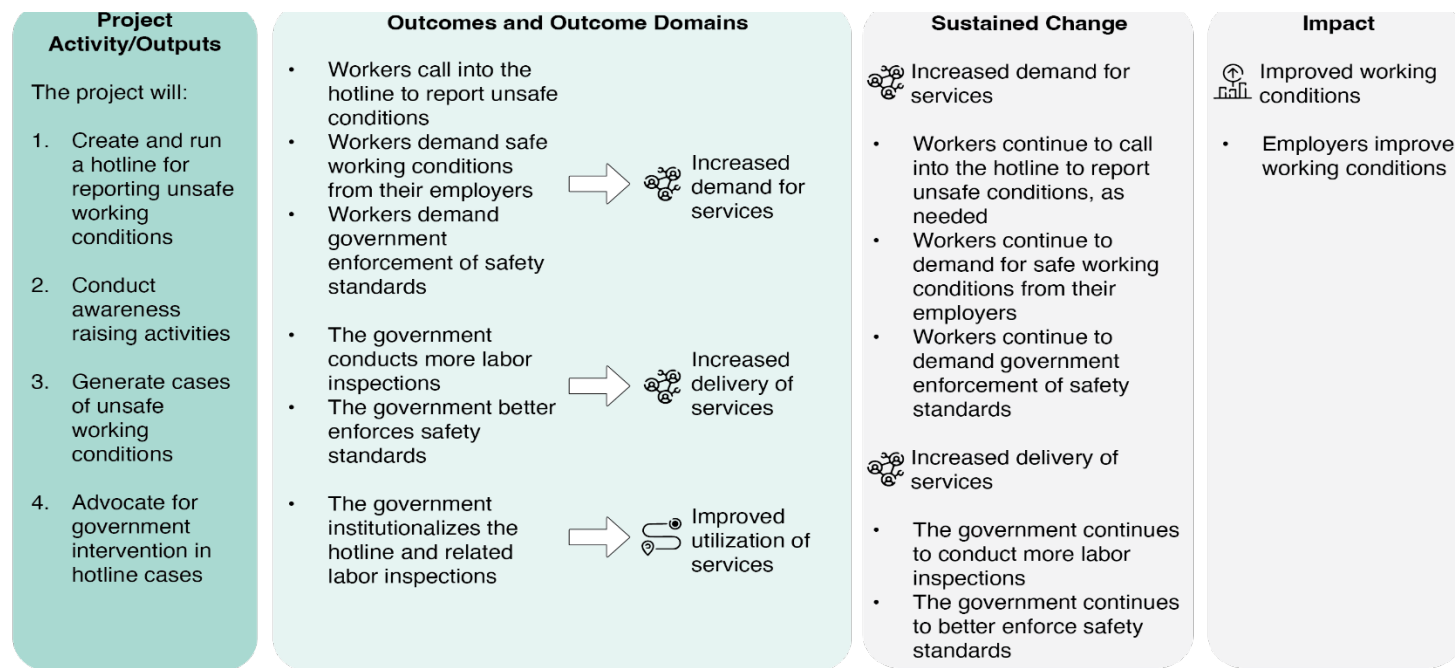 Project
Activity/Outputs
The project will:
1. Create and run
a hotline for
reporting unsafe
working
conditions
2. Conduct
awareness
raising activities
3. Generate cases
of unsafe
working
conditions
4. Advocate for
government
intervention in
hotline cases
Outcomes and Outcome Domains
• Workers call into the
hotline to report unsafe
conditions
• Workers demand safe
working conditions
from their employers
• Workers demand
government
enforcement of safety
standards
Increased
demand for
services
• The government
conducts more labor
inspections
• The government better
enforces safety
standards
Increased
delivery of
services
• The government
institutionalizes the
hotline and related
labor inspections
Improved
utilization of
services
Sustained Change
Increased demand for
services
• Workers continue to call
into the hotline to report
unsafe conditions, as
needed
• Workers continue to
demand for safe working
conditions from their
employers
• Workers continue to
demand government
enforcement of safety
standards
Increased delivery of
services
• The government continues
to conduct more labor
inspections
• The government continues
to better enforce safety
standards
Impact
Improved working
conditions
• Employers improve
working conditions